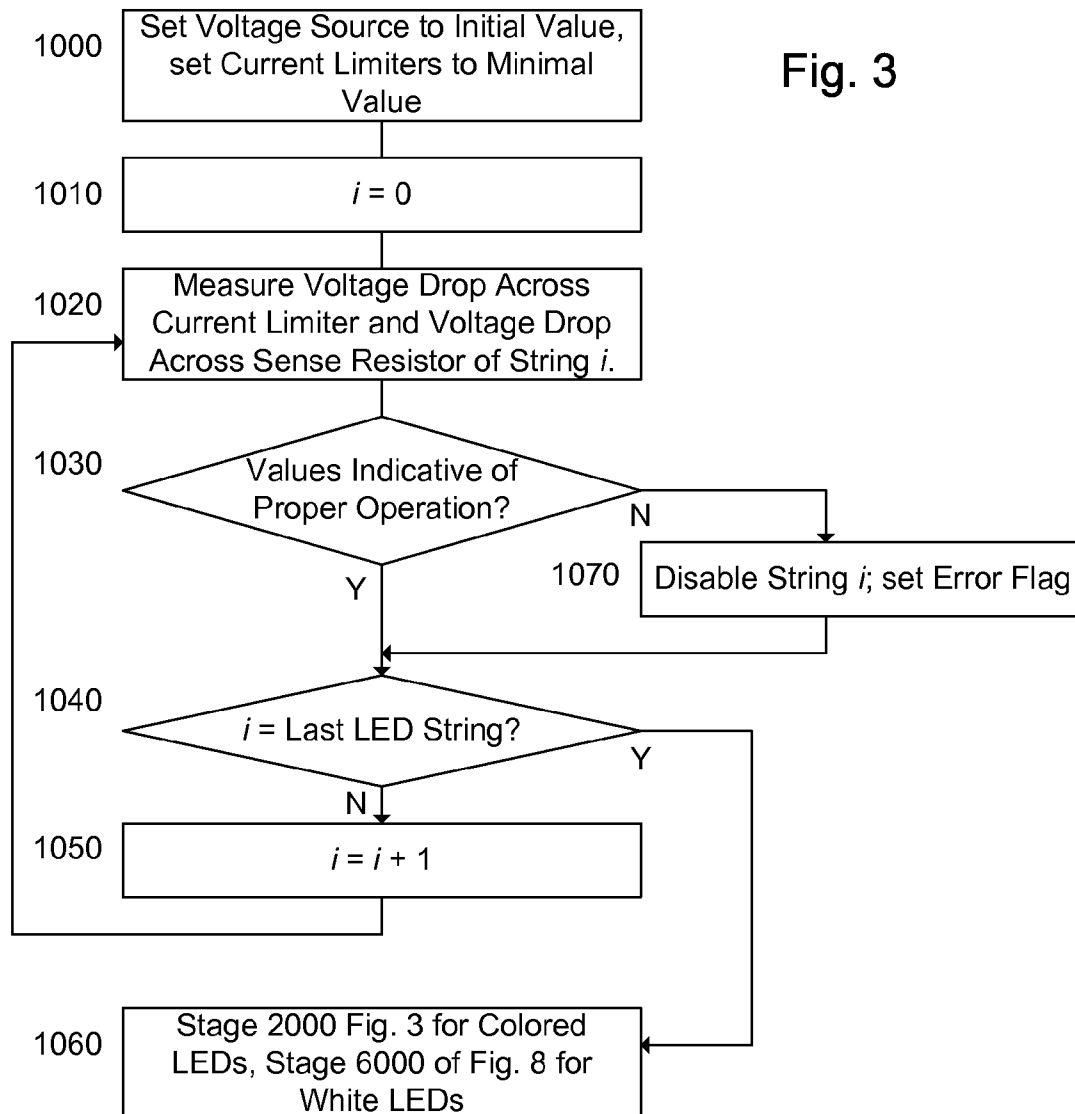 Fig. 3
1000
Set Voltage Source to Initial Value,
set Current Limiters to Minimal
Value
1010
i = 0
1020
Measure Voltage Drop Across
Current Limiter and Voltage Drop
Across Sense Resistor of String i.
1030
Values Indicative of
Proper Operation?
N
Y
1070
Disable String i; set Error Flag
1040
i = Last LED String?
Y
N
1050
i = i + 1
1060
Stage 2000 Fig. 3 for Colored
LEDs, Stage 6000 of Fig. 8 for
White LEDs